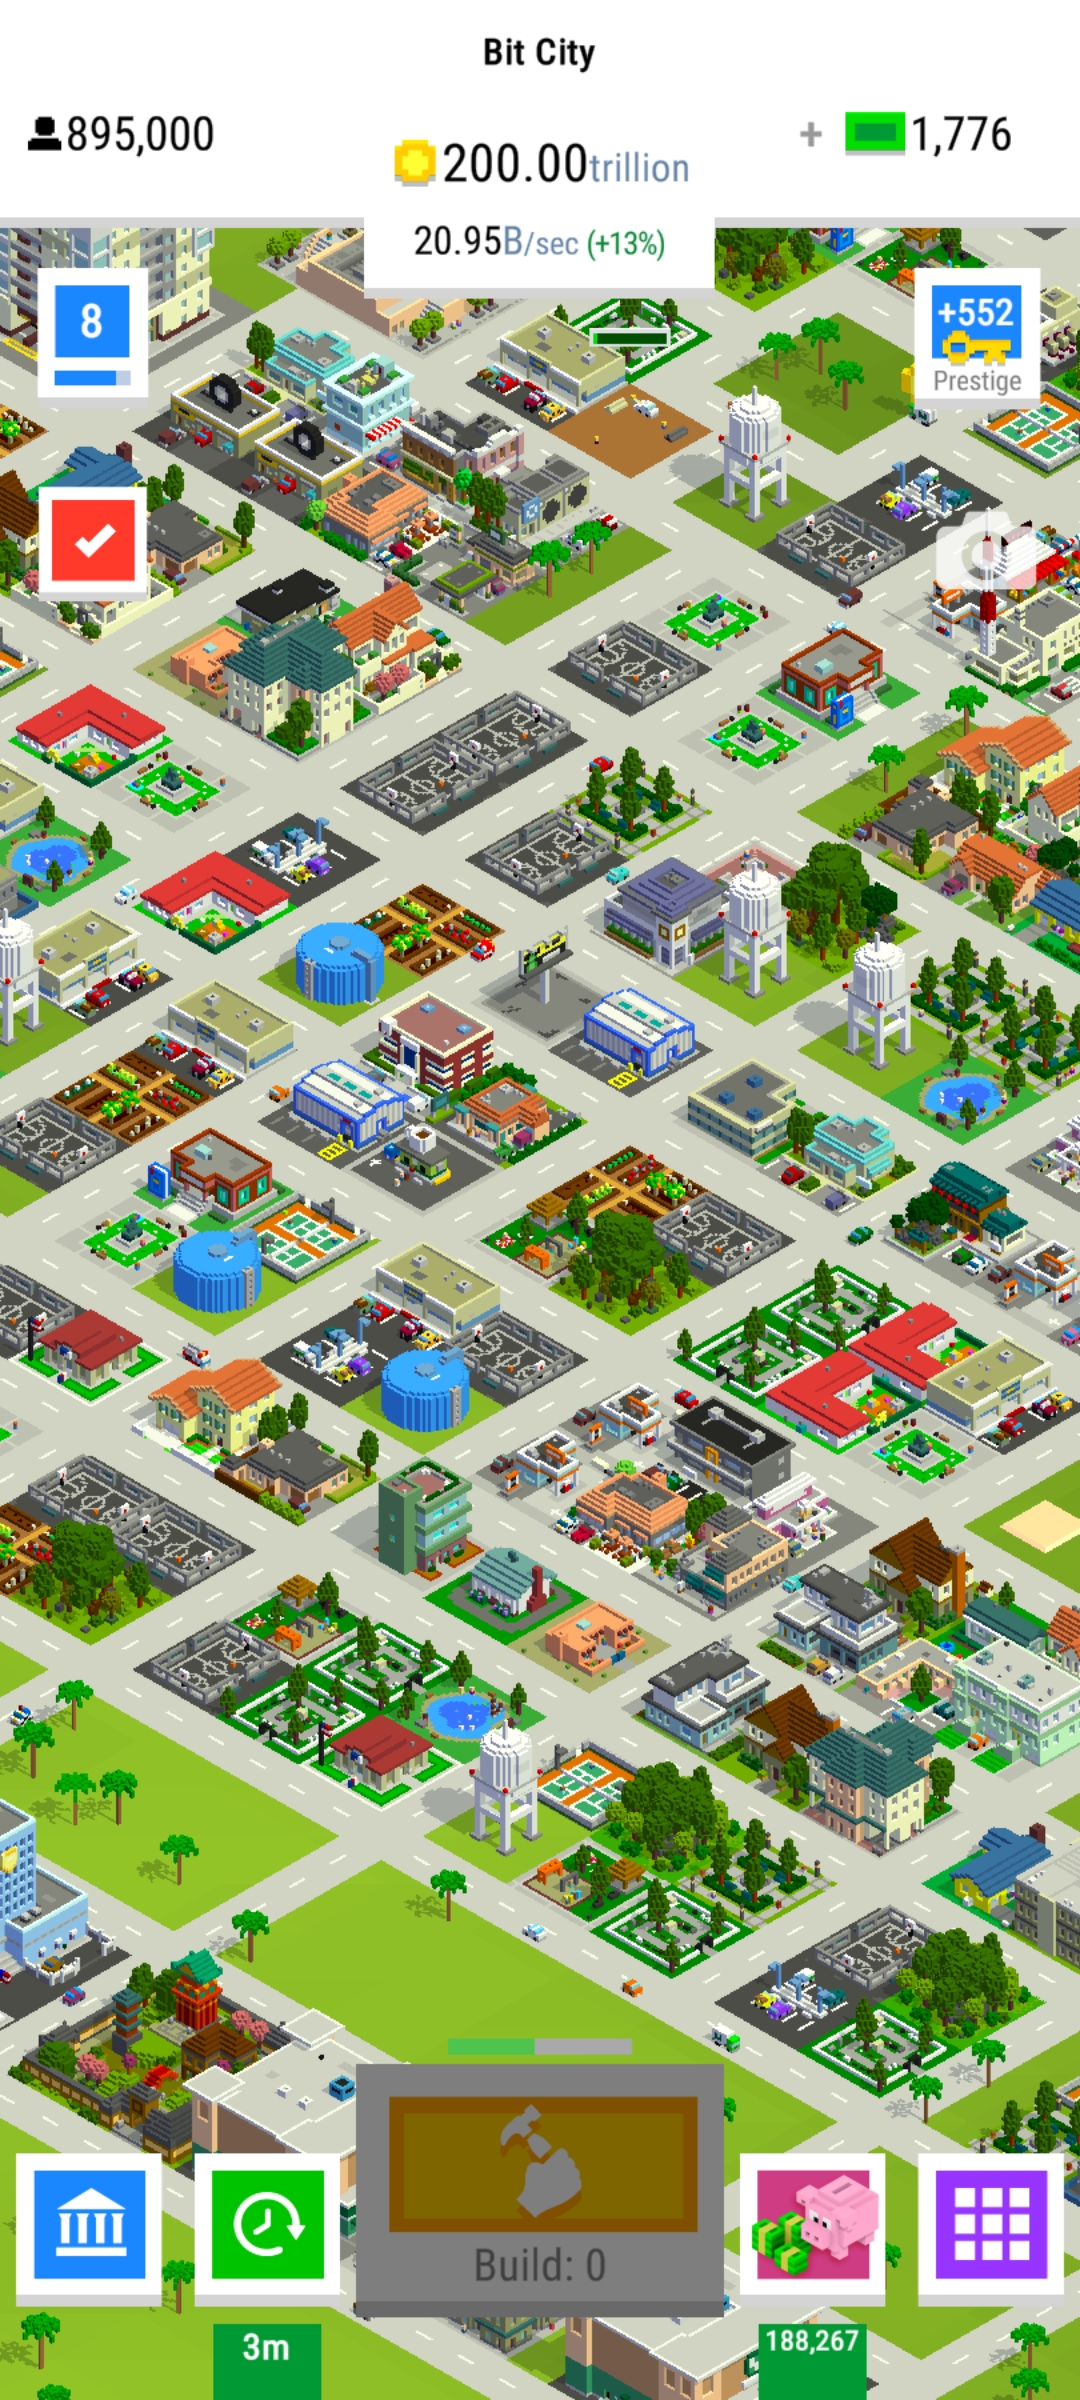 Bit City
895,000
200.00trillion
+ 1,776
20.95B/sec (+13%)
8
+552
Prestige
Build: 0
3m
188,267